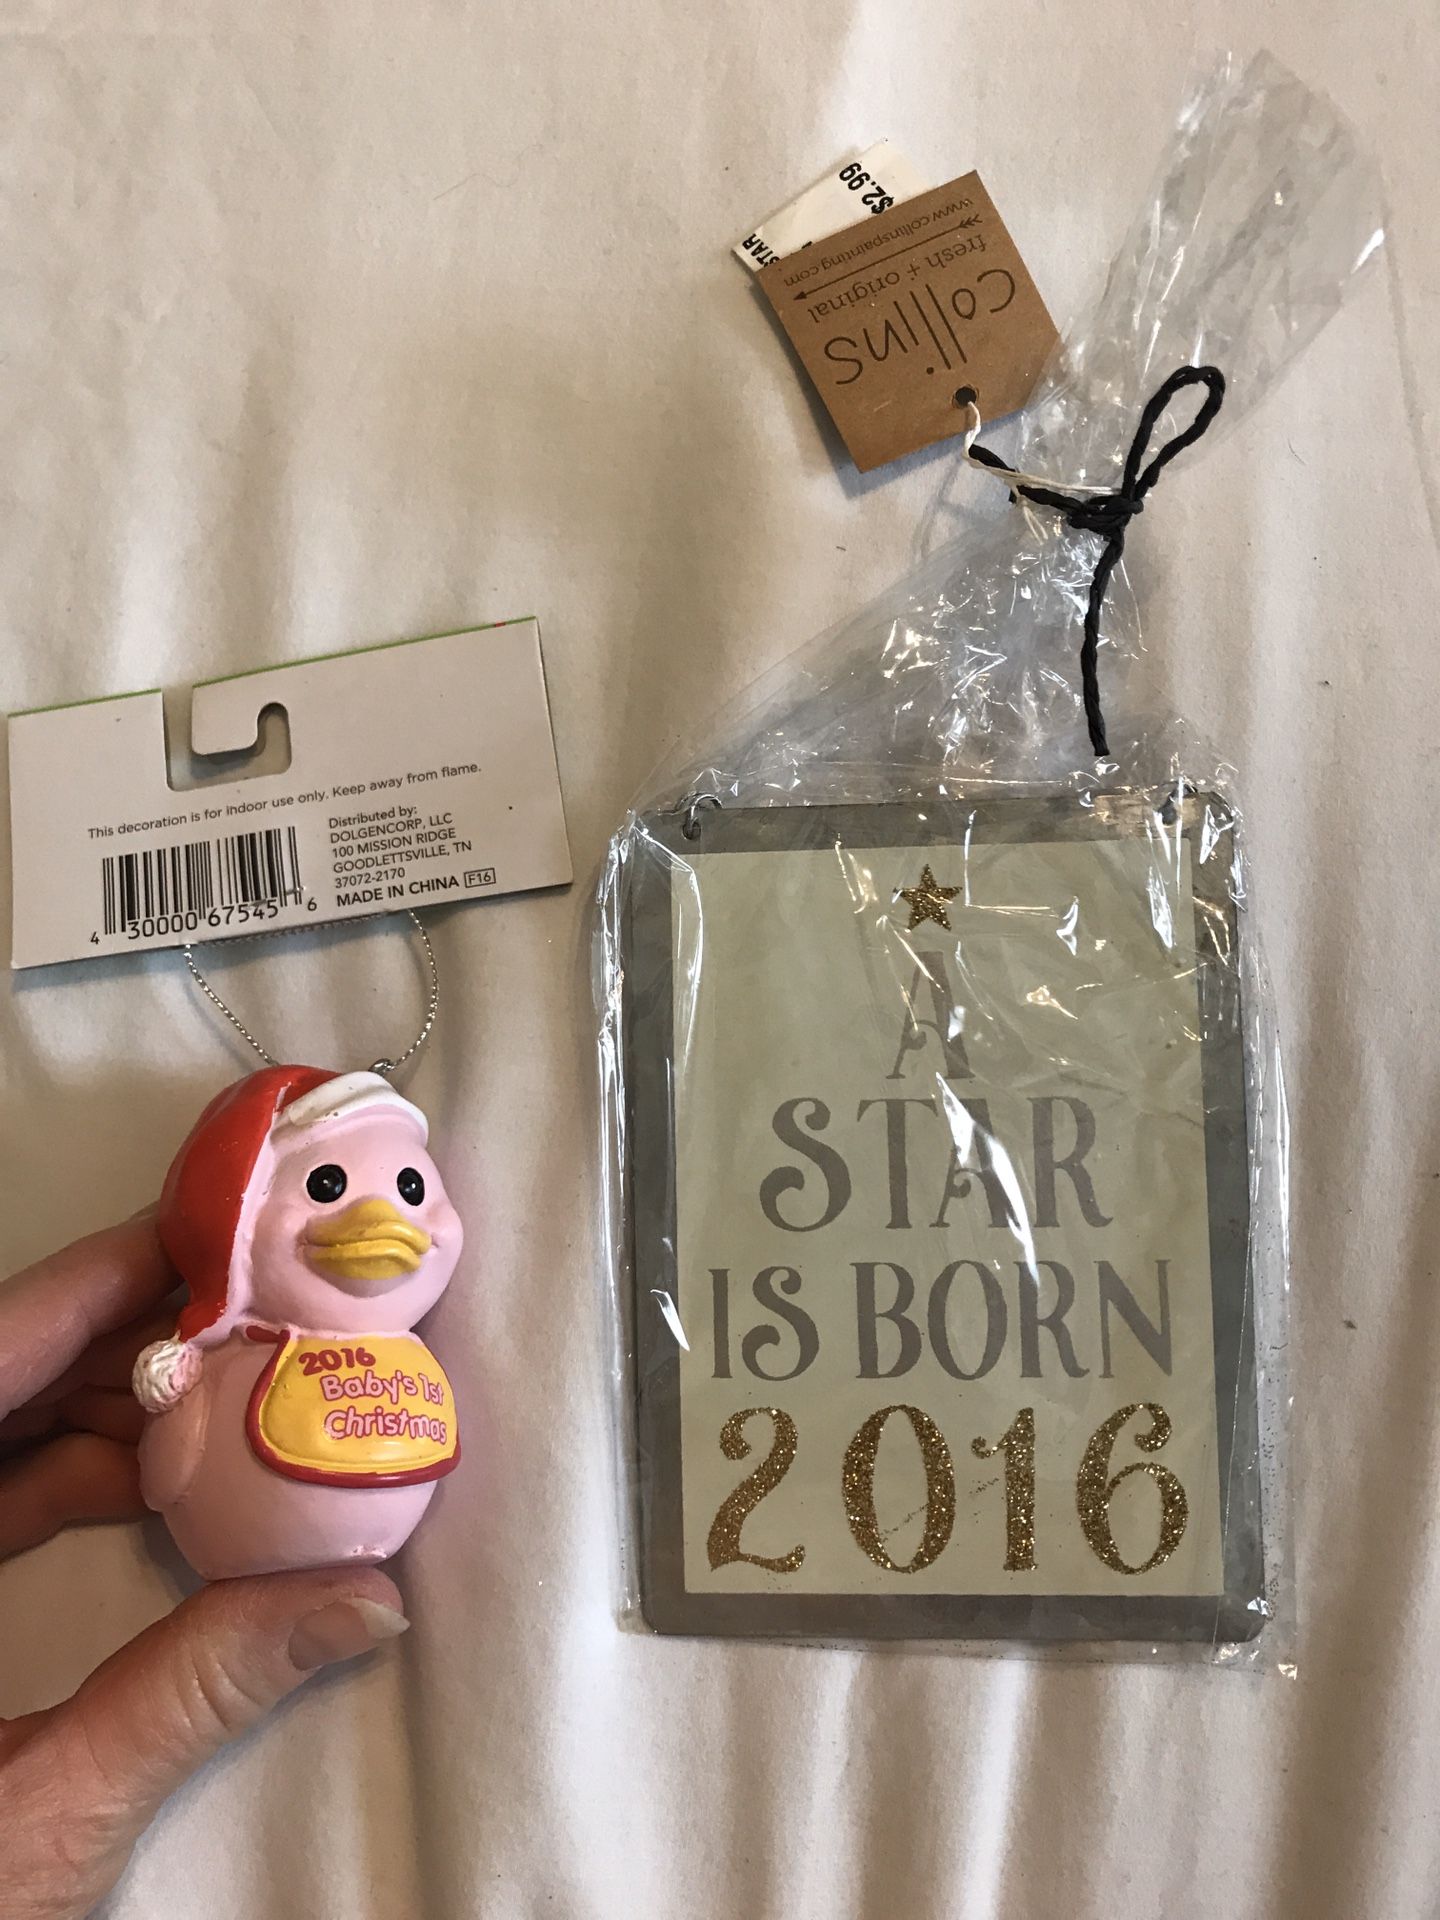 $2.99
STAR
www.collinspainting.com
fresh + original
collins
This decoration is for indoor use only. Keep away from flame.
Distributed by:
DOLGENCORP, LLC
100 MISSION RIDGE
GOODLETTSVILLE, TN
37072-2170
MADE IN CHINA F16
4 30000 67545 6
2016
Baby's 1st
Christmas
A
STAR
IS BORN
2016